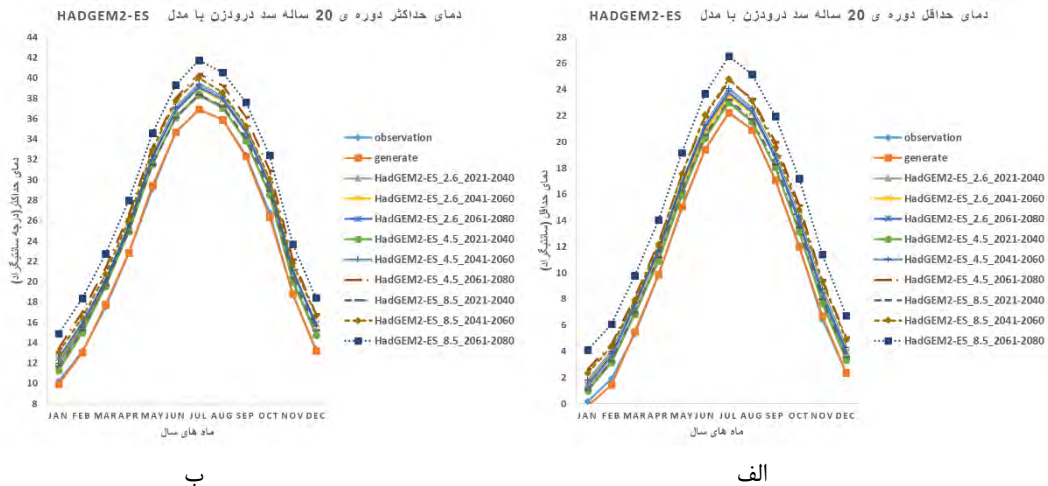 دمای حداکثر دوره ی 20 ساله سد درودزن با مدل HADGEM2-ES
44
42
40
38
36
34
32
30
28
26
24
22
20
18
16
14
12
10
8
دمای حداکثر(درجه سانتیگراد)
JAN FEB MAR APR MAY JUN JUL AUG SEP OCT NOV DEC
ماه های سال
observation
generate
HadGEM2-ES_2.6_2021-2040
HadGEM2-ES_2.6_2041-2060
HadGEM2-ES_2.6_2061-2080
HadGEM2-ES_4.5_2021-2040
HadGEM2-ES_4.5_2041-2060
HadGEM2-ES_4.5_2061-2080
HadGEM2-ES_8.5_2021-2040
HadGEM2-ES_8.5_2041-2060
HadGEM2-ES_8.5_2061-2080
ب
دمای حداقل دوره ی 20 ساله سد درودزن با مدل HADGEM2-ES
28
26
24
22
20
18
16
14
12
10
8
6
4
2
0
دمای حداقل (سانتیگراد)
JAN FEB MAR APR MAY JUN JUL AUG SEP OCT NOV DEC
ماه های سال
observation
generate
HadGEM2-ES_2.6_2021-2040
HadGEM2-ES_2.6_2041-2060
HadGEM2-ES_2.6_2061-2080
HadGEM2-ES_4.5_2021-2040
HadGEM2-ES_4.5_2041-2060
HadGEM2-ES_4.5_2061-2080
HadGEM2-ES_8.5_2021-2040
HadGEM2-ES_8.5_2041-2060
HadGEM2-ES_8.5_2061-2080
الف